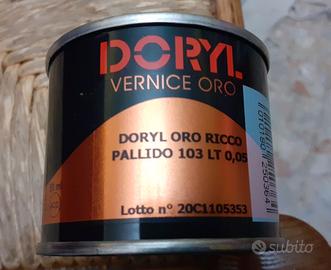 DORYL
VERNICE ORO
DORYL ORO RICCO
PALLIDO 103 LT 0,05
Lotto n° 20C1105353
subito